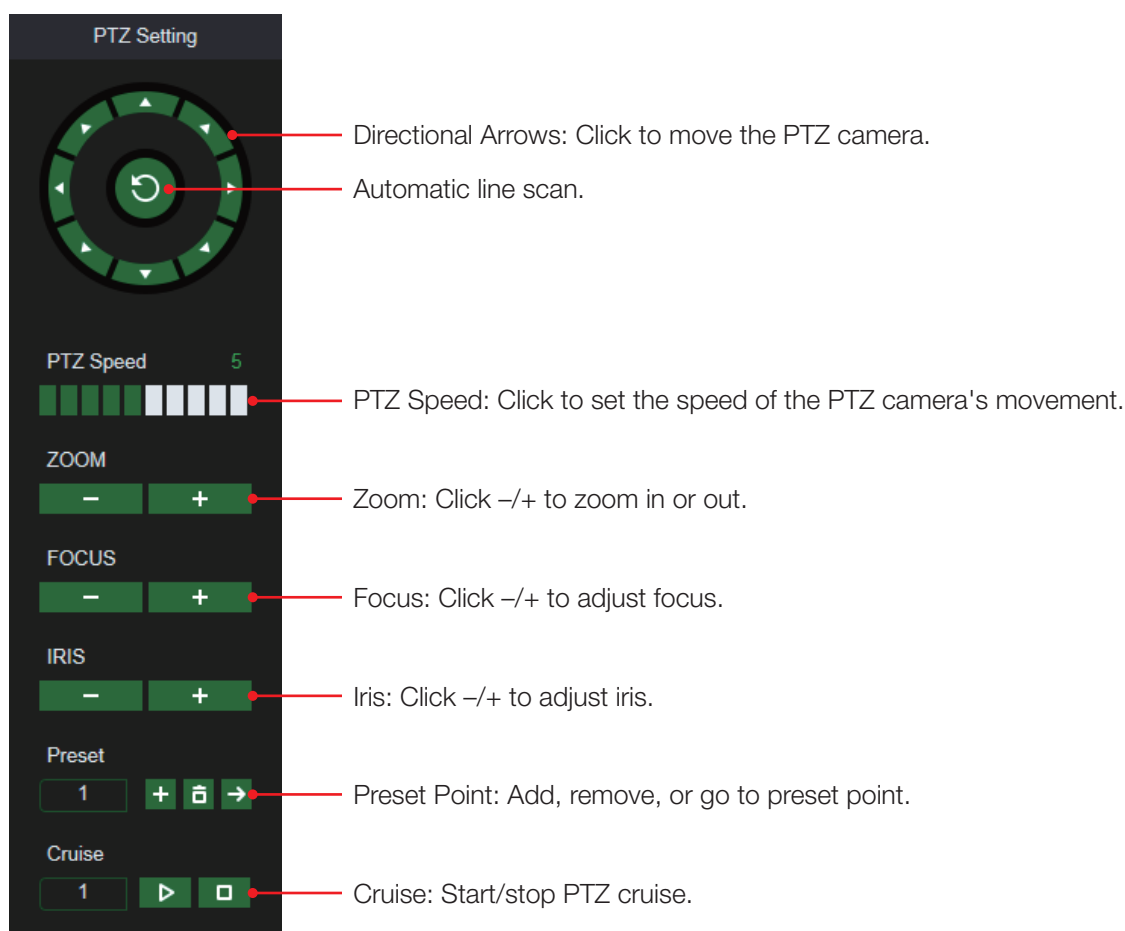 PTZ Setting
Directional Arrows: Click to move the PTZ camera.
Automatic line scan.
PTZ Speed 5
PTZ Speed: Click to set the speed of the PTZ camera's movement.
ZOOM
– +
Zoom: Click –/+ to zoom in or out.
FOCUS
– +
Focus: Click –/+ to adjust focus.
IRIS
– +
Iris: Click –/+ to adjust iris.
Preset
1 +
Preset Point: Add, remove, or go to preset point.
Cruise
1
Cruise: Start/stop PTZ cruise.